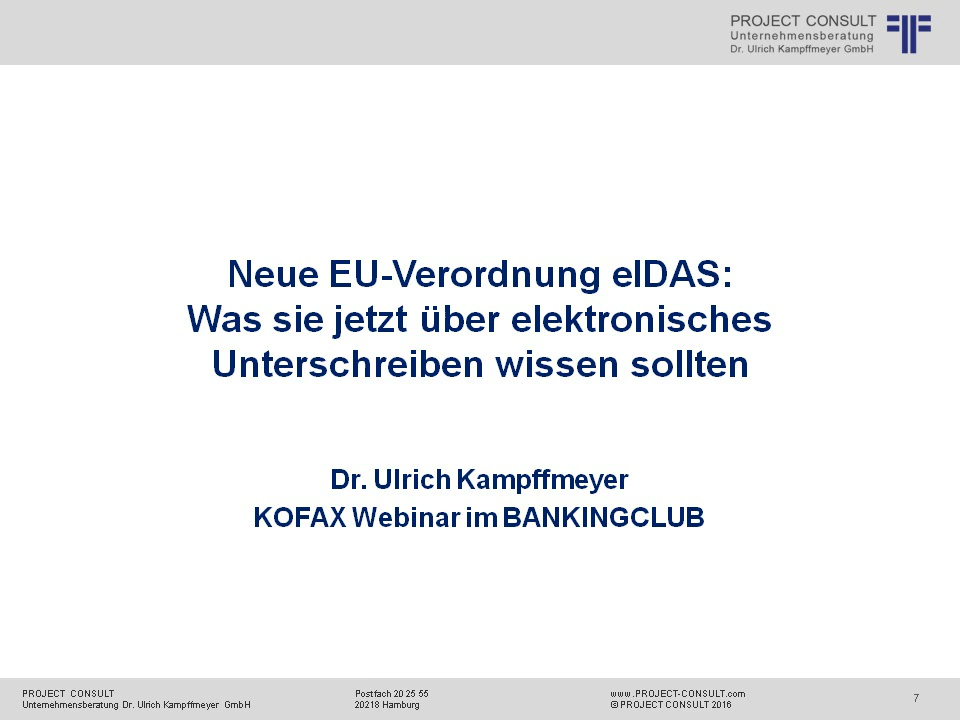 PROJECT CONSULT
Unternehmensberatung
Dr. Ulrich Kampffmeyer GmbH
Neue EU-Verordnung eIDAS:
Was sie jetzt über elektronisches
Unterschreiben wissen sollten
Dr. Ulrich Kampffmeyer
KOFAX Webinar im BANKINGCLUB
PROJECT CONSULT
Unternehmensberatung Dr. Ulrich Kampffmeyer GmbH
Postfach 20 25 55
20218 Hamburg
www.PROJECT-CONSULT.com
© PROJECT CONSULT 2016
7